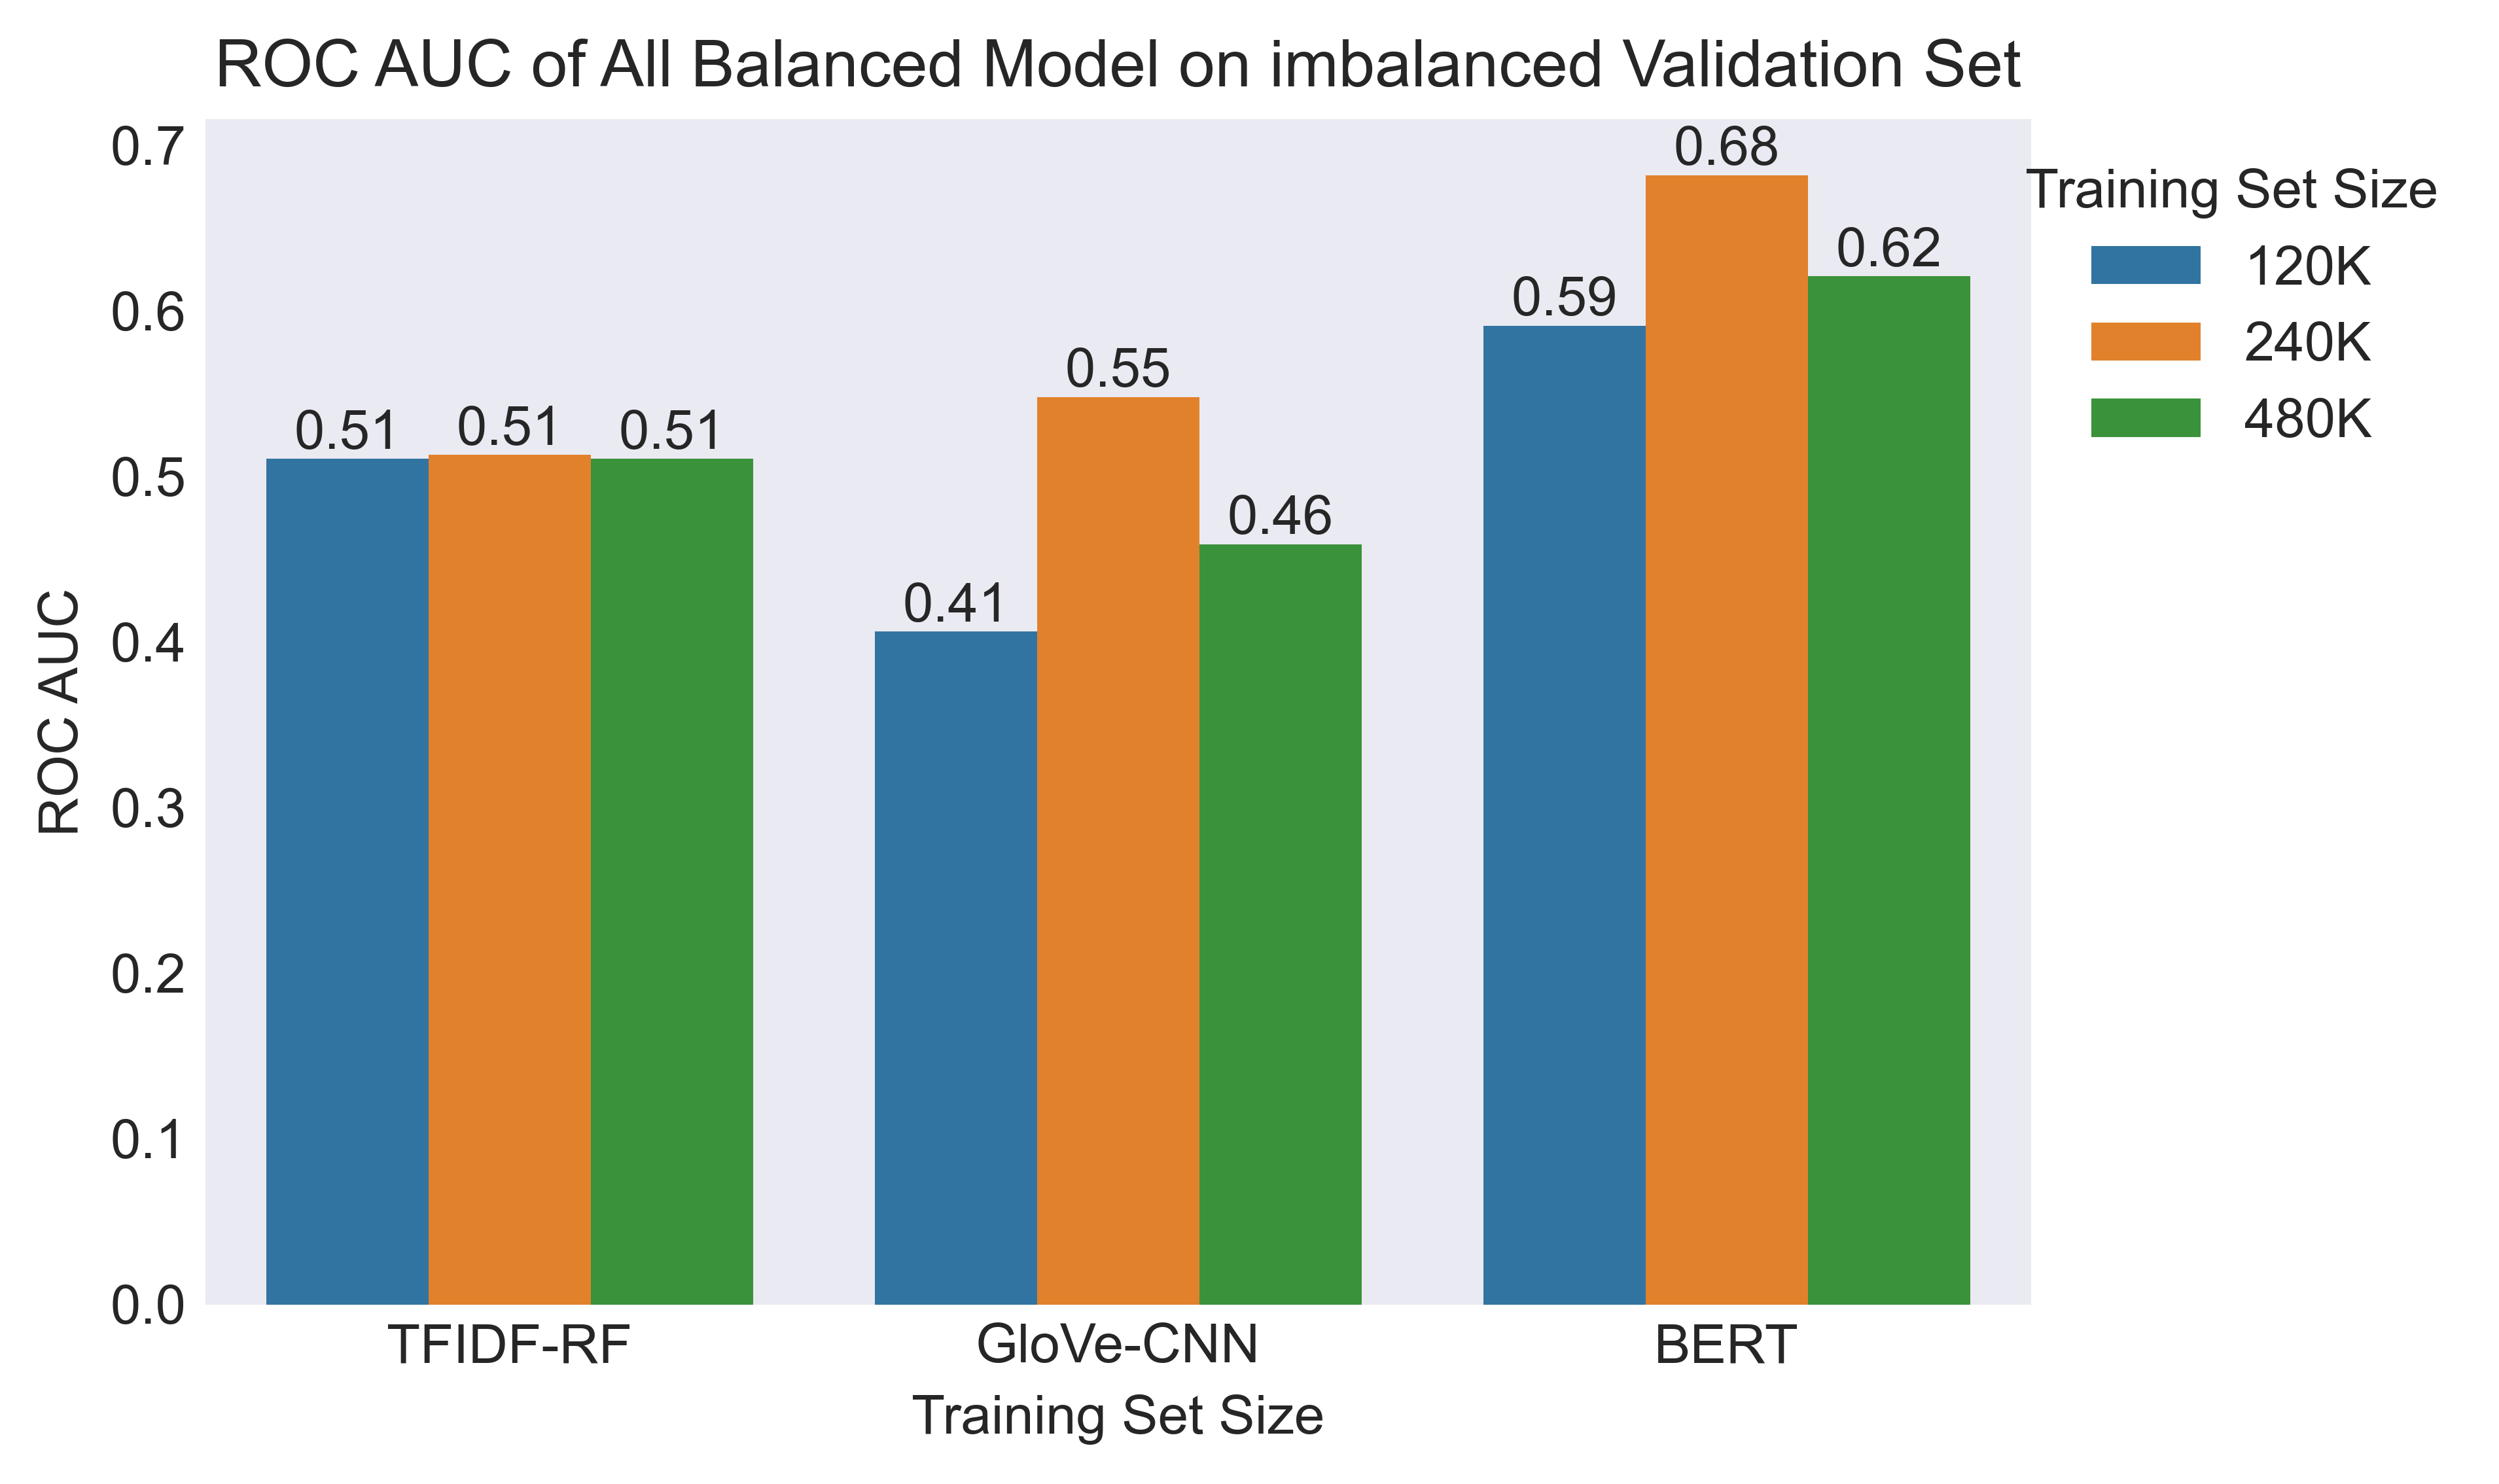 ROC AUC of All Balanced Model on imbalanced Validation Set
0.7
0.6
0.5
0.4
0.3
0.2
0.1
0.0
ROC AUC
0.51
0.51
0.51
0.41
0.55
0.46
0.59
0.68
0.62
TFIDF-RF
GloVe-CNN
BERT
Training Set Size
Training Set Size
120K
240K
480K